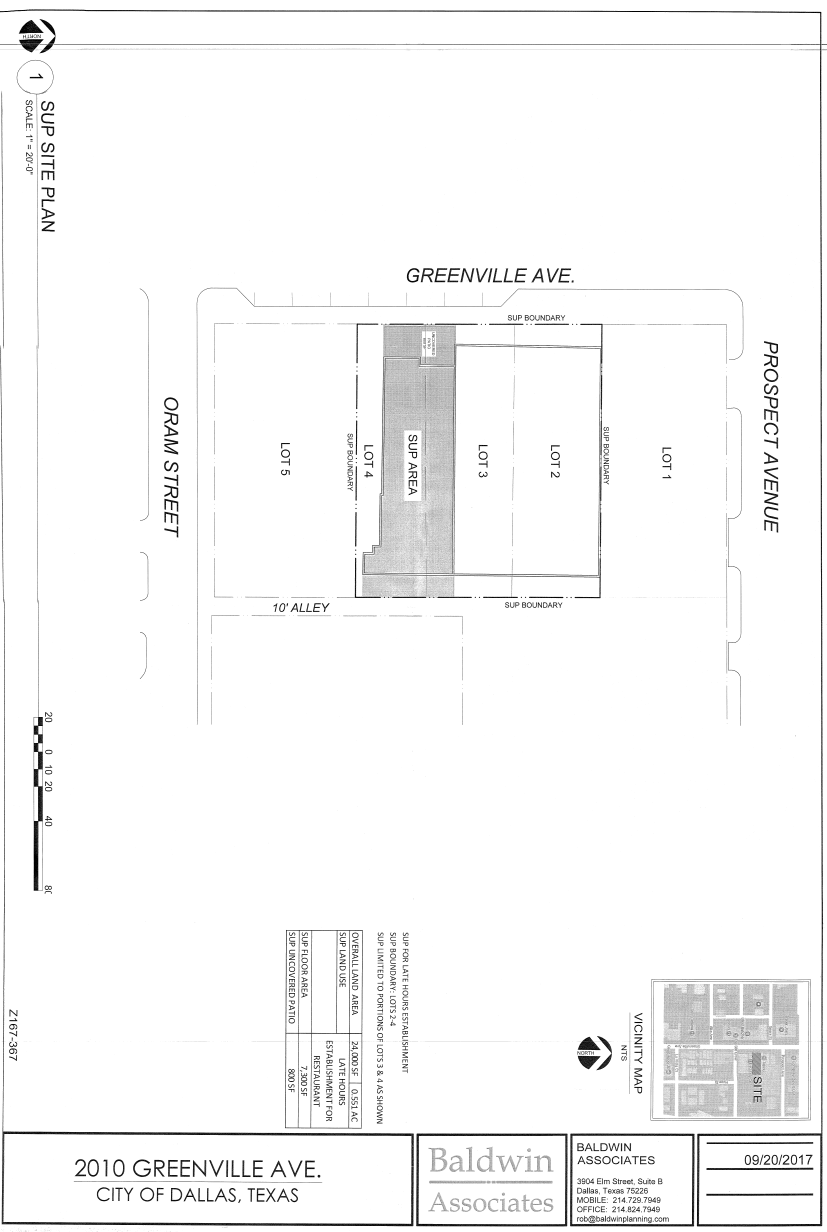 NORTH
1
SUP SITE PLAN
SCALE: 1" = 20'-0"
GREENVILLE AVE.
PROSPECT AVENUE
ORAM STREET
SUP BOUNDARY
SUP BOUNDARY
SUP BOUNDARY
SUP BOUNDARY
LOT 1
LOT 2
LOT 3
SUP AREA
LOT 4
LOT 5
UNCOVERED
PATIO
10' ALLEY
20 0 10 20 40 80
SUP FOR LATE HOURS ESTABLISHMENT
SUP BOUNDARY: LOTS 2-4
SUP LIMITED TO PORTIONS OF LOTS 3 & 4 AS SHOWN
OVERALL LAND AREA 24,000 SF 0.551 AC
SUP LAND USE LATE HOURS
ESTABLISHMENT FOR
RESTAURANT
SUP FLOOR AREA 7,300 SF
SUP UNCOVERED PATIO 800 SF
SITE
VICINITY MAP
NTS
NORTH
Z167-367
2010 GREENVILLE AVE.
CITY OF DALLAS, TEXAS
Baldwin
Associates
BALDWIN
ASSOCIATES
3904 Elm Street, Suite B
Dallas, Texas 75226
MOBILE: 214.729.7949
OFFICE: 214.824.7949
rob@baldwinplanning.com
09/20/2017